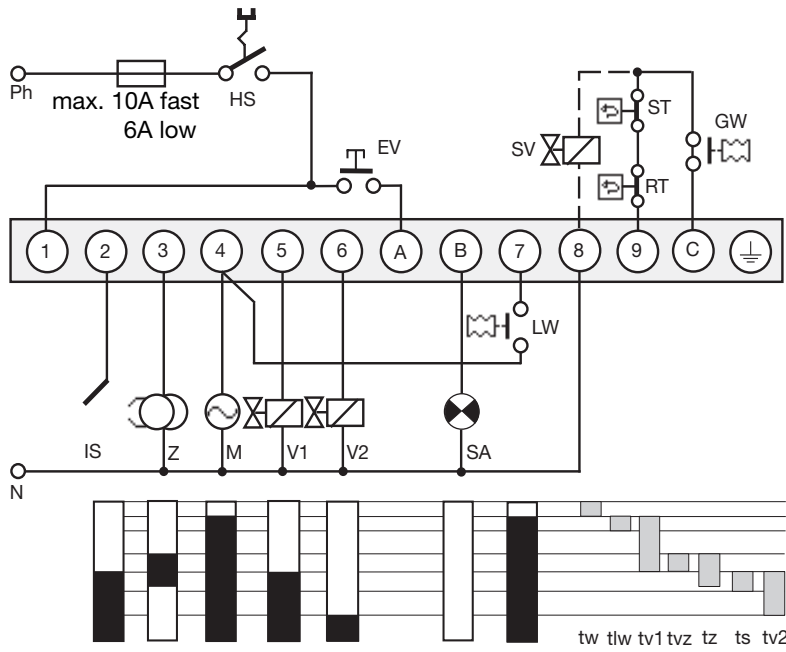 Ph
max. 10A fast
6A low
HS
EV
SV
ST
GW
RT
1 2 3 4 5 6 A B 7 8 9 C
LW
IS Z M V1 V2 SA
N
tw tlw tv1 tvz tz ts tv2